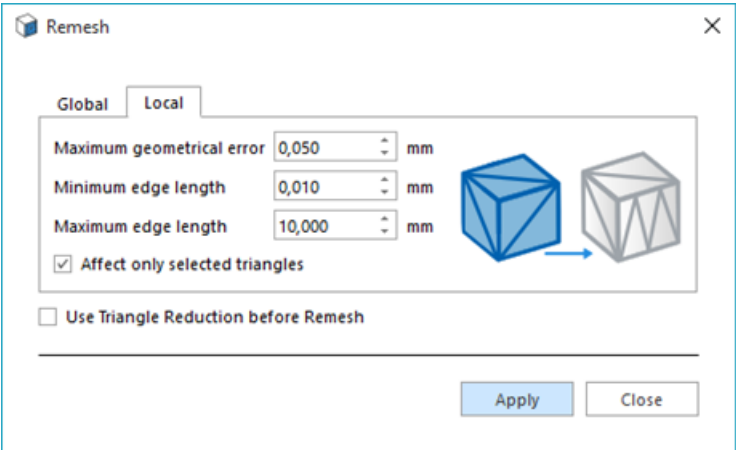 Remesh
Global Local
Maximum geometrical error 0,050 mm
Minimum edge length 0,010 mm
Maximum edge length 10,000 mm
Affect only selected triangles
Use Triangle Reduction before Remesh
Apply Close